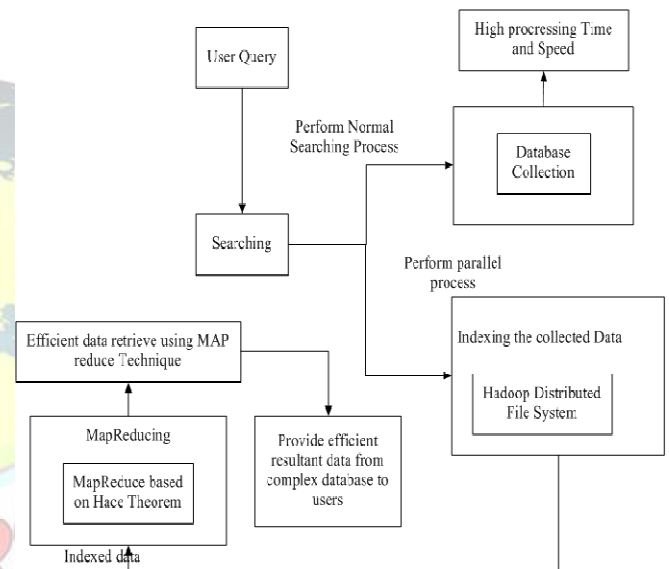 User Query
High procressing Time
and Speed
Perform Normal
Searching Process
Database
Collection
Searching
Perform parallel
process
Indexing the collected Data
Hadoop Distributed
File System
Efficient data retrieve using MAP
reduce Technique
MapReducing
MapReduce based
on Hace Theorem
Provide efficient
resultant data from
complex database to
users
Indexed data